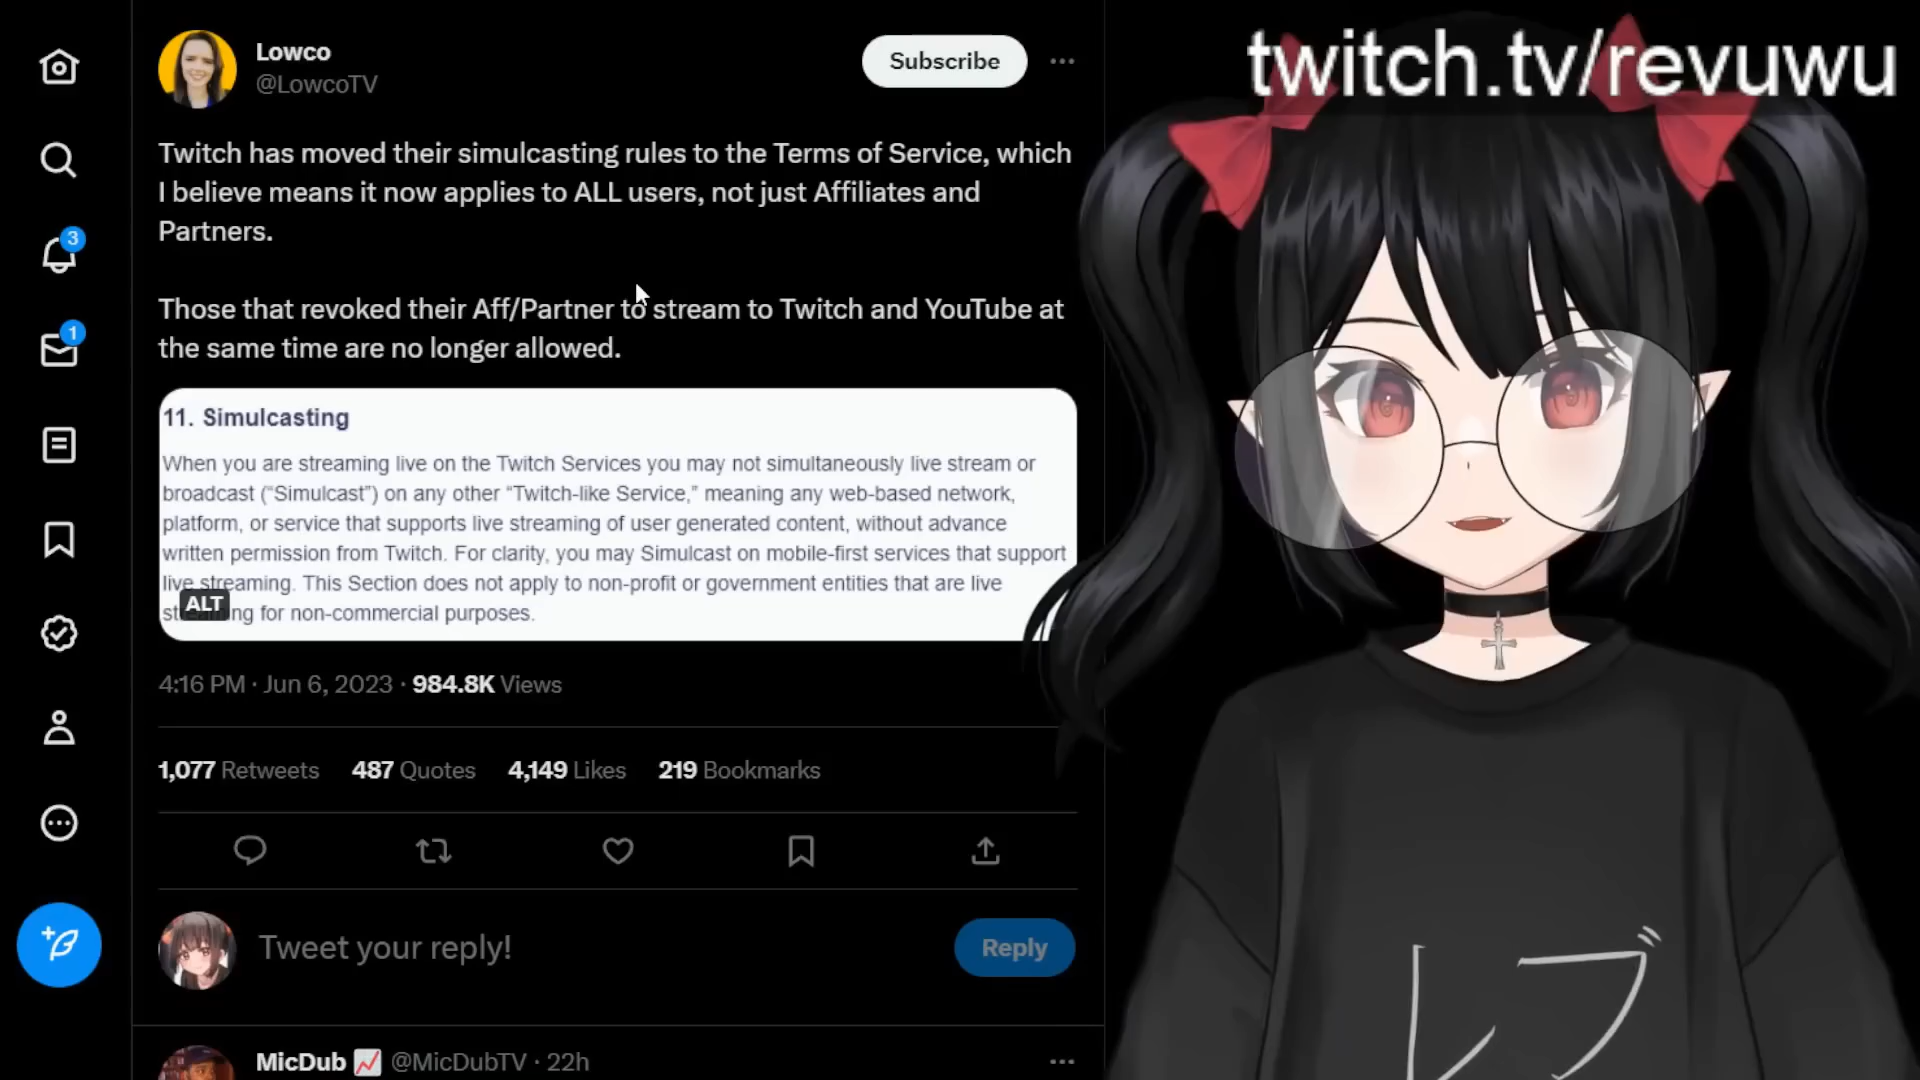 twitch.tv/revuwu
Lowco
@LowcoTV
Subscribe
Twitch has moved their simulcasting rules to the Terms of Service, which
I believe means it now applies to ALL users, not just Affiliates and
Partners.
3
Those that revoked their Aff/Partner to stream to Twitch and YouTube at
the same time are no longer allowed.
1
11. Simulcasting
When you are streaming live on the Twitch Services you may not simultaneously live stream or
broadcast (“Simulcast”) on any other “Twitch-like Service,” meaning any web-based network,
platform, or service that supports live streaming of user generated content, without advance
written permission from Twitch. For clarity, you may Simulcast on mobile-first services that support
live streaming. This Section does not apply to non-profit or government entities that are live
streaming for non-commercial purposes.
ALT
4:16 PM · Jun 6, 2023 · 984.8K Views
1,077 Retweets 487 Quotes 4,149 Likes 219 Bookmarks
Tweet your reply!
Reply
レブ
MicDub 📈 @MicDubTV · 22h